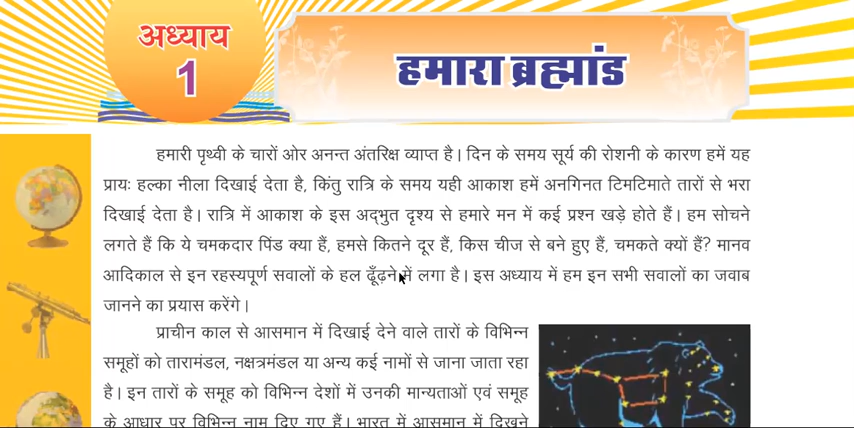 अध्याय
1
हमारा ब्रह्मांड
हमारी पृथ्वी के चारों ओर अनन्त अंतरिक्ष व्याप्त है। दिन के समय सूर्य की रोशनी के कारण हमें यह
प्रायः हल्का नीला दिखाई देता है, किंतु रात्रि के समय यही आकाश हमें अनगिनत टिमटिमाते तारों से भरा
दिखाई देता है। रात्रि में आकाश के इस अद्भुत दृश्य से हमारे मन में कई प्रश्न खड़े होते हैं। हम सोचने
लगते हैं कि ये चमकदार पिंड क्या हैं, हमसे कितने दूर हैं, किस चीज से बने हुए हैं, चमकते क्यों हैं? मानव
आदिकाल से इन रहस्यपूर्ण सवालों के हल ढूँढ़ने में लगा है। इस अध्याय में हम इन सभी सवालों का जवाब
जानने का प्रयास करेंगे।
प्राचीन काल से आसमान में दिखाई देने वाले तारों के विभिन्न
समूहों को तारामंडल, नक्षत्रमंडल या अन्य कई नामों से जाना जाता रहा
है। इन तारों के समूह को विभिन्न देशों में उनकी मान्यताओं एवं समूह
के आधार पर विभिन्न नाम दिए गए हैं। भारत में आसमान में दिखने